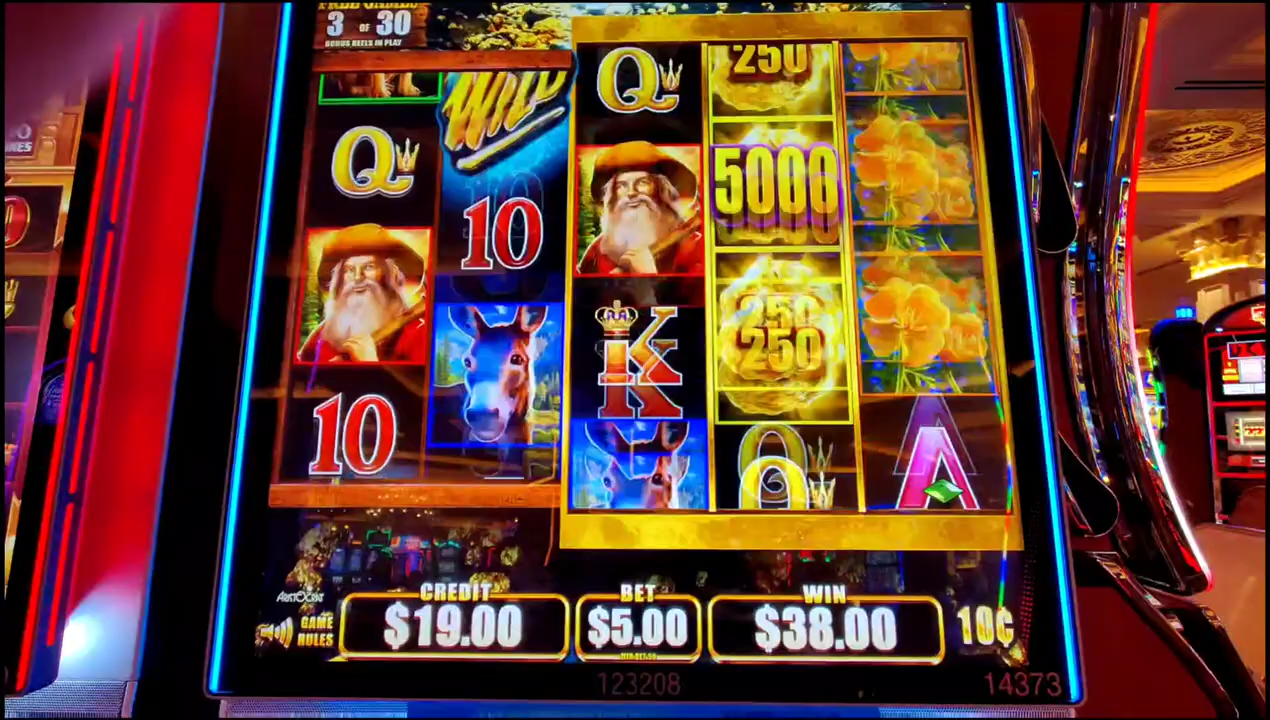 FREE GAMES
3 OF 30
BONUS REELS IN PLAY
WILD
Q
250
Q
5000
10
250
250
K
10
Q
A
ARISTOCRAT
GAME
RULES
CREDIT
$19.00
BET
$5.00
WIN
$38.00
10¢
123208
14373